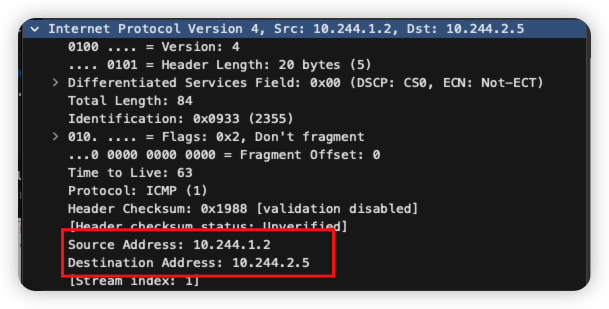 Internet Protocol Version 4, Src: 10.244.1.2, Dst: 10.244.2.5
0100 .... = Version: 4
.... 0101 = Header Length: 20 bytes (5)
Differentiated Services Field: 0x00 (DSCP: CS0, ECN: Not-ECT)
Total Length: 84
Identification: 0x0933 (2355)
010. .... = Flags: 0x2, Don't fragment
...0 0000 0000 0000 = Fragment Offset: 0
Time to Live: 63
Protocol: ICMP (1)
Header Checksum: 0x1988 [validation disabled]
[Header checksum status: Unverified]
Source Address: 10.244.1.2
Destination Address: 10.244.2.5
[Stream index: 1]